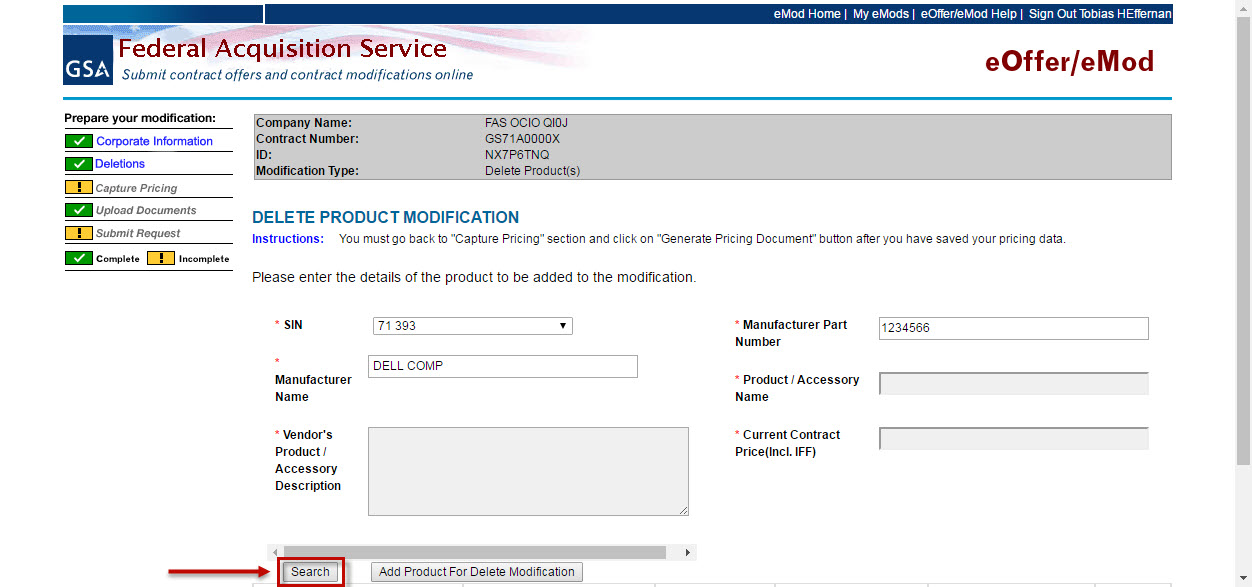 eMod Home | My eMods | eOffer/eMod Help | Sign Out Tobias HEffernan
GSA
Federal Acquisition Service
Submit contract offers and contract modifications online
eOffer/eMod
Prepare your modification:
Corporate Information
Deletions
! Capture Pricing
Upload Documents
! Submit Request
Complete ! Incomplete
Company Name: FAS OCIO QI0J
Contract Number: GS71A0000X
ID: NX7P6TNQ
Modification Type: Delete Product(s)
DELETE PRODUCT MODIFICATION
Instructions: You must go back to "Capture Pricing" section and click on "Generate Pricing Document" button after you have saved your pricing data.
Please enter the details of the product to be added to the modification.
* SIN 71 393
* Manufacturer Part
Number
1234566
*
Manufacturer
Name
DELL COMP
* Product / Accessory
Name
* Vendor's
Product /
Accessory
Description
* Current Contract
Price(Incl. IFF)
Search Add Product For Delete Modification